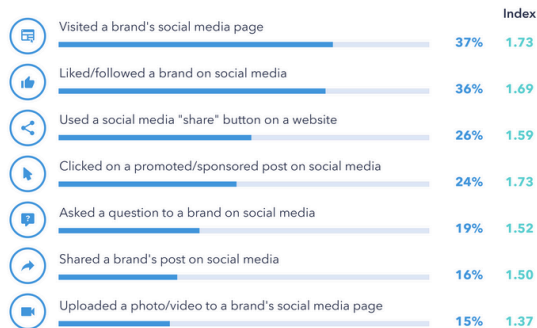 Index
Visited a brand's social media page
37% 1.73
Liked/followed a brand on social media
36% 1.69
Used a social media "share" button on a website
26% 1.59
Clicked on a promoted/sponsored post on social media
24% 1.73
Asked a question to a brand on social media
19% 1.52
Shared a brand's post on social media
16% 1.50
Uploaded a photo/video to a brand's social media page
15% 1.37